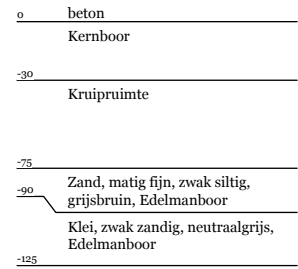 0 beton
Kernboor
-30
Kruipruimte
-75
Zand, matig fijn, zwak siltig,
-90
grijsbruin, Edelmanboor
Klei, zwak zandig, neutraalgrijs,
Edelmanboor
-125